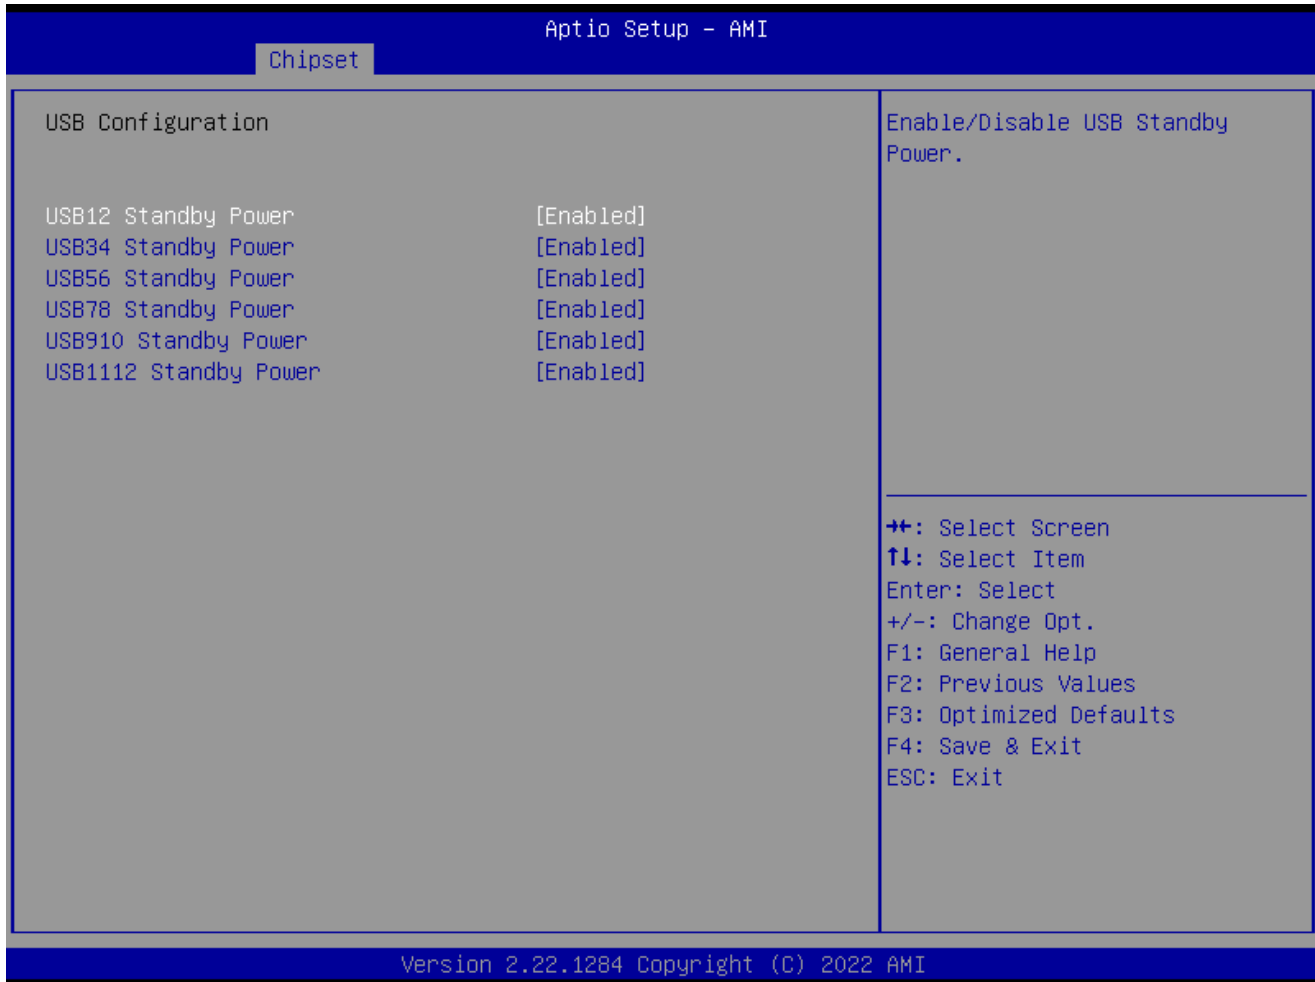 Aptio Setup – AMI
Chipset
USB Configuration
USB12 Standby Power [Enabled]
USB34 Standby Power [Enabled]
USB56 Standby Power [Enabled]
USB78 Standby Power [Enabled]
USB910 Standby Power [Enabled]
USB1112 Standby Power [Enabled]
Enable/Disable USB Standby
Power.
→←: Select Screen
↑↓: Select Item
Enter: Select
+/-: Change Opt.
F1: General Help
F2: Previous Values
F3: Optimized Defaults
F4: Save & Exit
ESC: Exit
Version 2.22.1284 Copyright (C) 2022 AMI